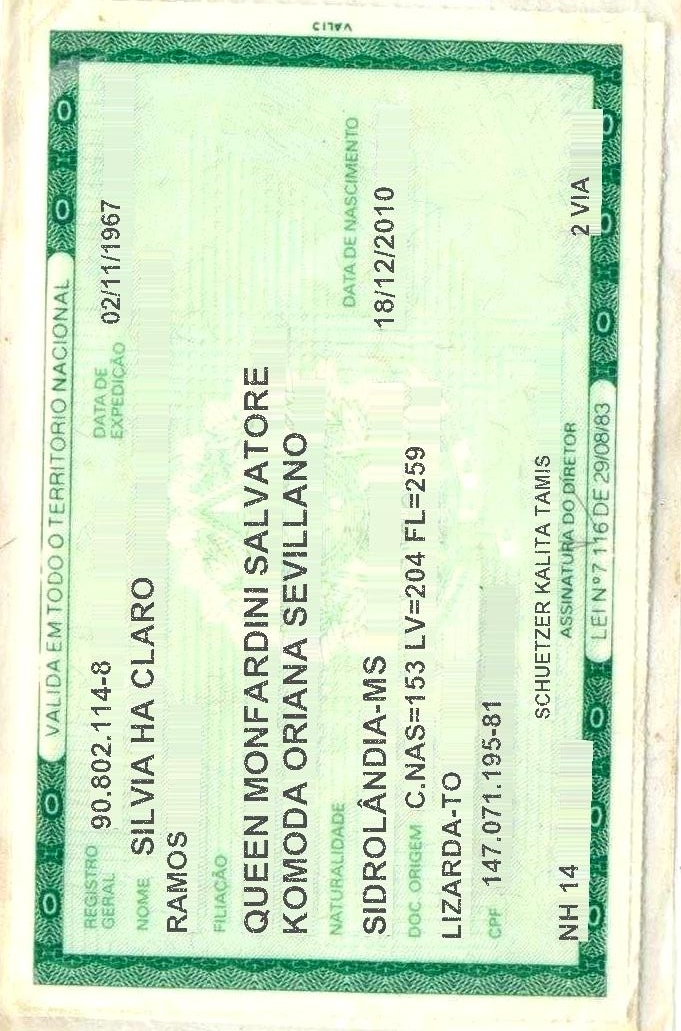 VALIDA EM TODO O TERRITORIO NACIONAL
REGISTRO GERAL 90.802.114-8 DATA DE EXPEDIÇÃO 02/11/1967
NOME SILVIA HA CLARO
RAMOS
FILIAÇÃO
QUEEN MONFARDINI SALVATORE
KOMODA ORIANA SEVILLANO
NATURALIDADE DATA DE NASCIMENTO
SIDROLÂNDIA-MS 18/12/2010
DOC. ORIGEM C.NAS=153 LV=204 FL=259
LIZARDA-TO
CPF 147.071.195-81
SCHUETZER KALITA TAMIS
NH 14 2 VIA
ASSINATURA DO DIRETOR
LEI Nº 7 116 DE 29/08/83